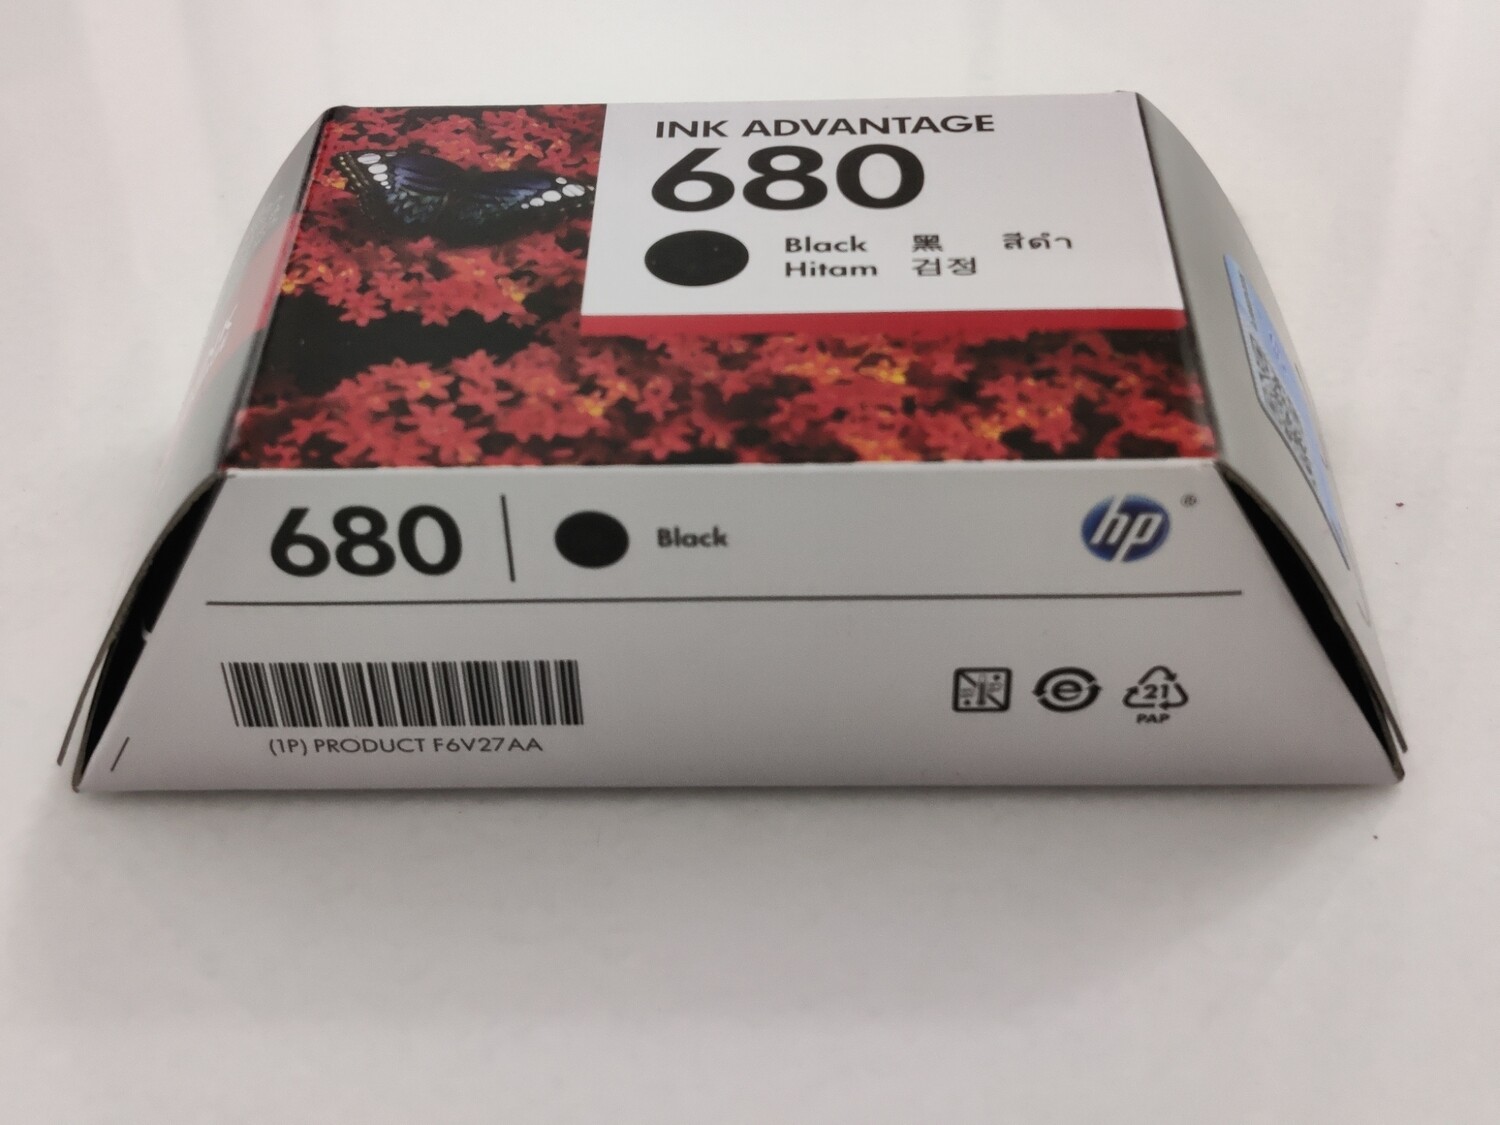 INK ADVANTAGE
680
Black 黑 สีดำ
Hitam 검정
680 | Black
hp ®
(1P) PRODUCT F6V27AA
e
21
PAP